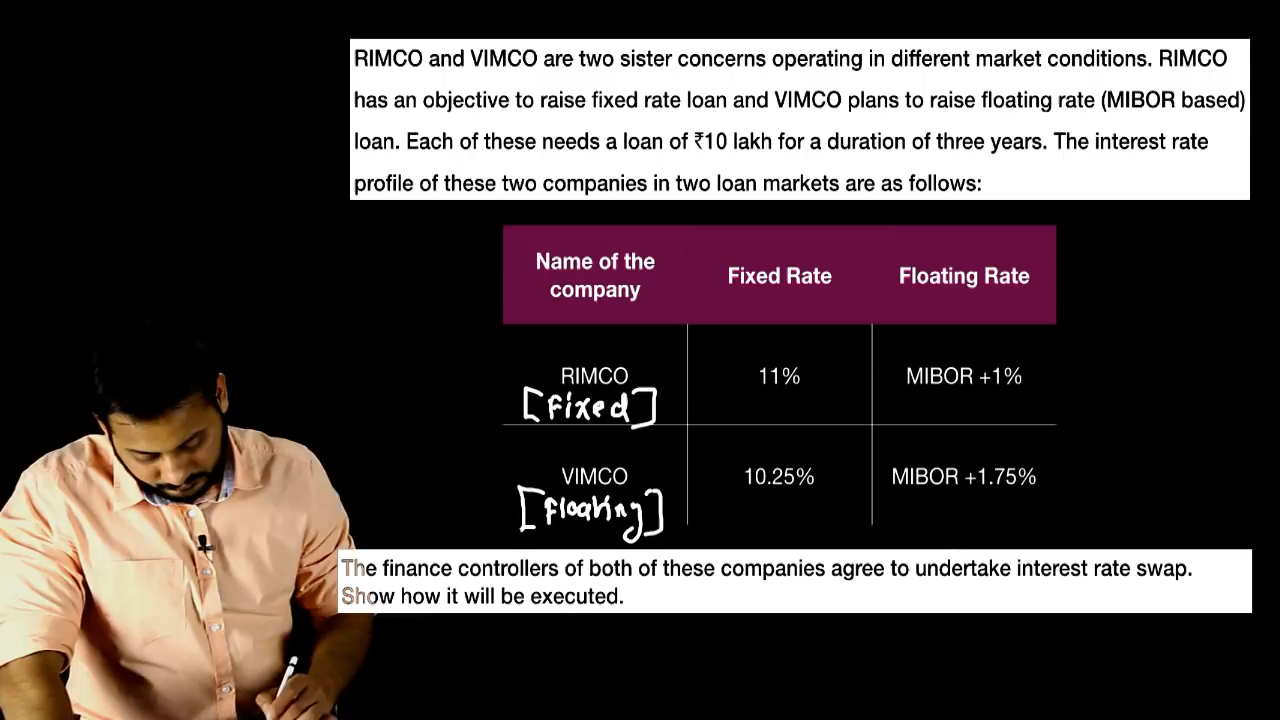 RIMCO and VIMCO are two sister concerns operating in different market conditions. RIMCO
has an objective to raise fixed rate loan and VIMCO plans to raise floating rate (MIBOR based)
loan. Each of these needs a loan of ₹10 lakh for a duration of three years. The interest rate
profile of these two companies in two loan markets are as follows:
Name of the
company
Fixed Rate
Floating Rate
RIMCO
[Fixed]
11%
MIBOR +1%
VIMCO
[Floating]
10.25%
MIBOR +1.75%
The finance controllers of both of these companies agree to undertake interest rate swap.
Show how it will be executed.